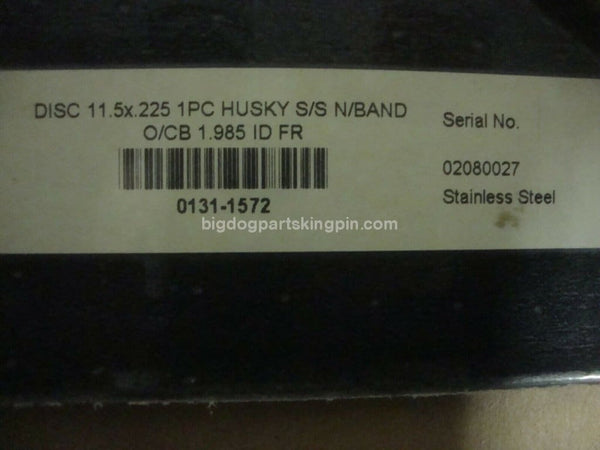 DISC 11.5x.225 1PC HUSKY S/S N/BAND
O/CB 1.985 ID FR
0131-1572
Serial No.
02080027
Stainless Steel
bigdogpartskingpin.com